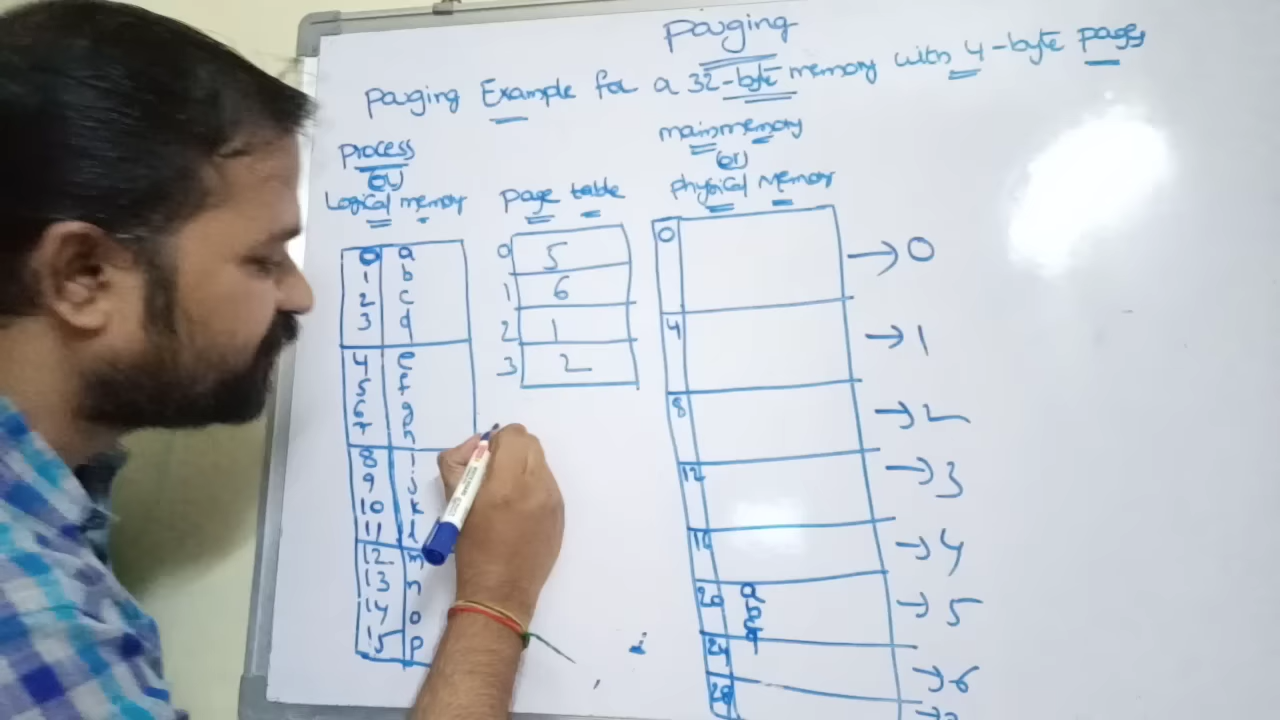 Paging
Paging Example for a 32-byte memory with 4-byte pages
Process
(or)
Logical memory
0 a
1 b
2 c
3 d
4 e
5 f
6 g
7 h
8 i
9 j
10 k
11 l
12 m
13 n
14 o
15 p
Page table
0 5
1 6
2 1
3 2
main memory
(or)
Physical Memory
0 → 0
4 → 1
8 → 2
12 → 3
16 → 4
20 a b c d → 5
24 → 6
28